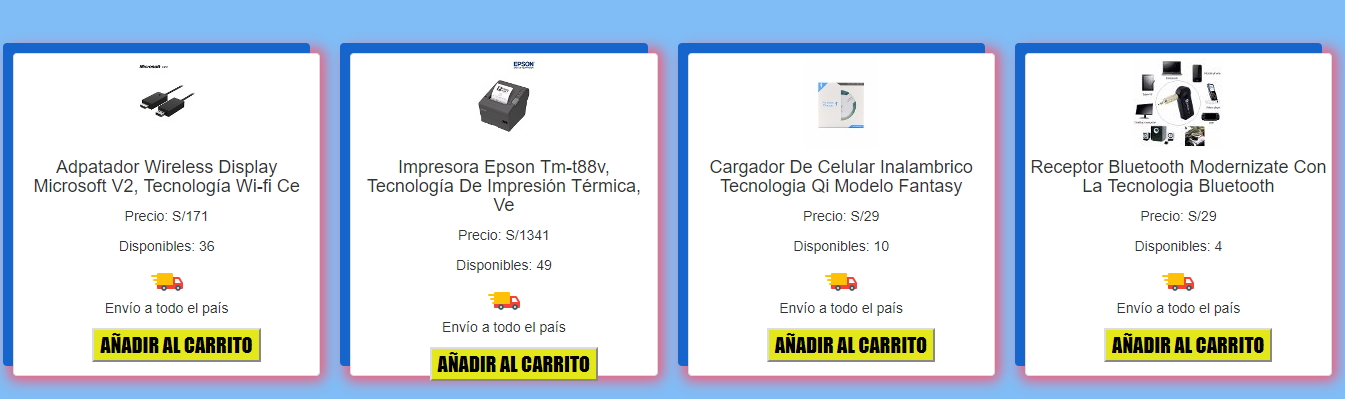 Microsoft
Adpatador Wireless Display
Microsoft V2, Tecnología Wi-fi Ce
Precio: S/171
Disponibles: 36
Envío a todo el país
AÑADIR AL CARRITO
EPSON
Impresora Epson Tm-t88v,
Tecnología De Impresión Térmica,
Ve
Precio: S/1341
Disponibles: 49
Envío a todo el país
AÑADIR AL CARRITO
Cargador De Celular Inalambrico
Tecnologia Qi Modelo Fantasy
Precio: S/29
Disponibles: 10
Envío a todo el país
AÑADIR AL CARRITO
Receptor Bluetooth Modernizate Con
La Tecnologia Bluetooth
Precio: S/29
Disponibles: 4
Envío a todo el país
AÑADIR AL CARRITO